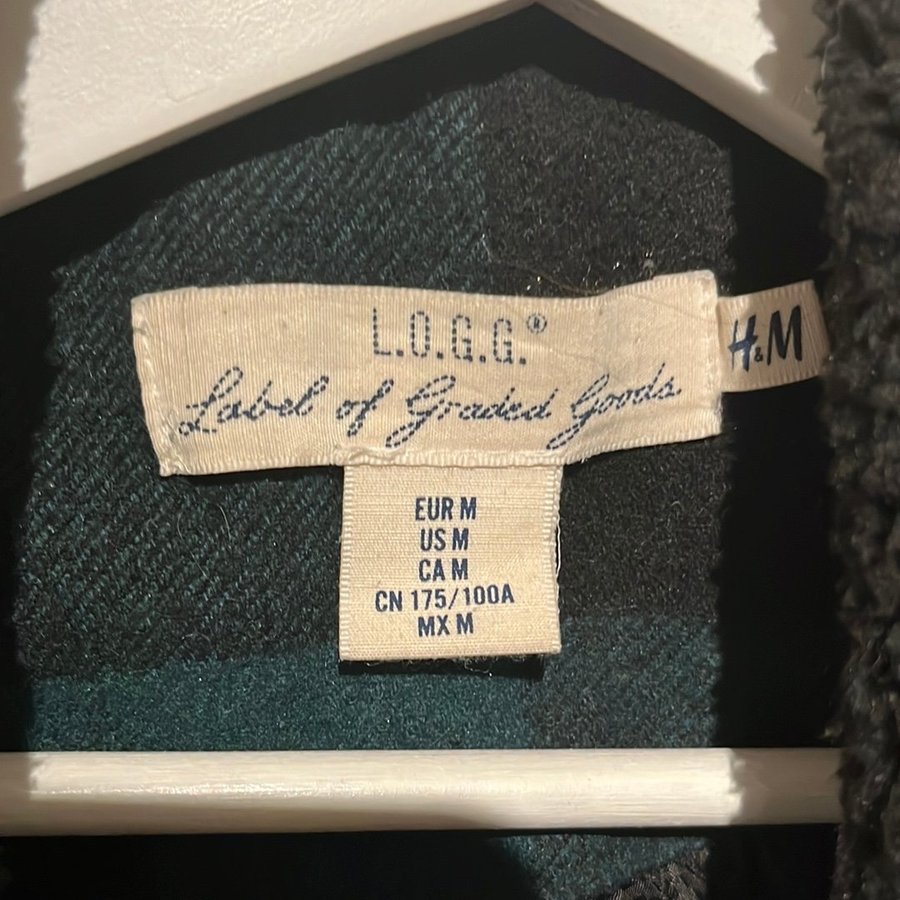 L.O.G.G.®
Label of Graded Goods
H&M
EUR M
US M
CA M
CN 175/100A
MX M